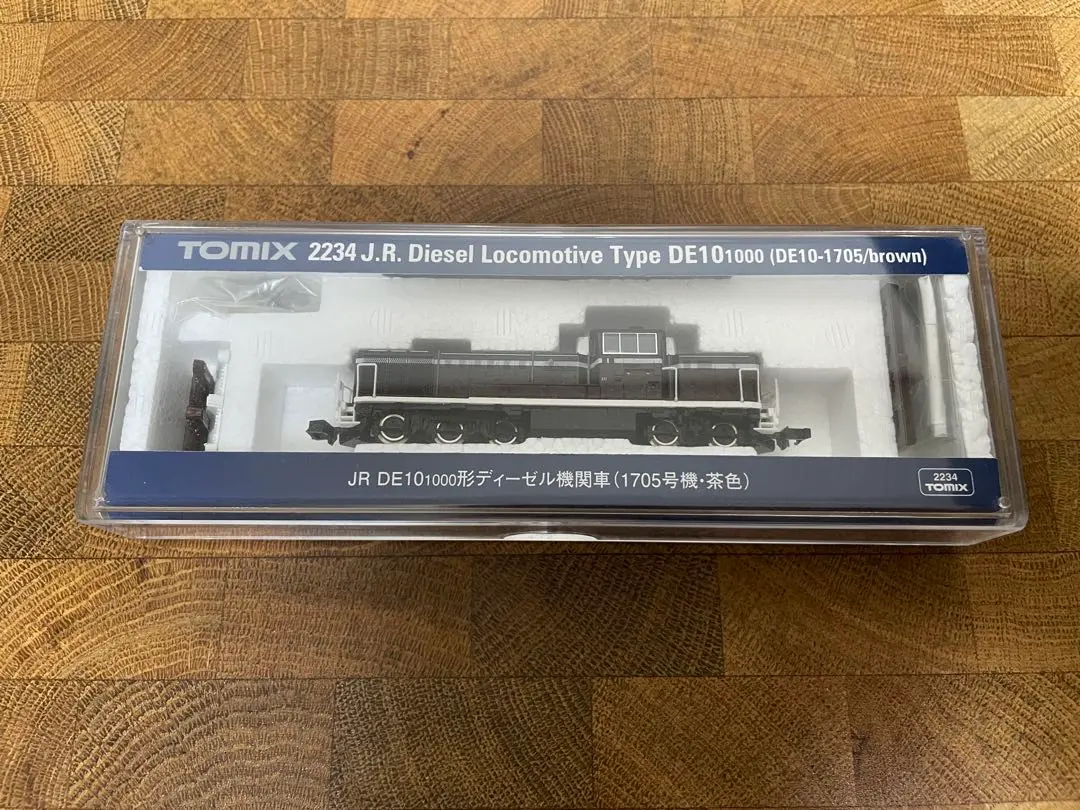 TOMIX 2234 J.R. Diesel Locomotive Type DE101000 (DE10-1705/brown)
JR DE101000形ディーゼル機関車(1705号機・茶色)
2234
TOMIX